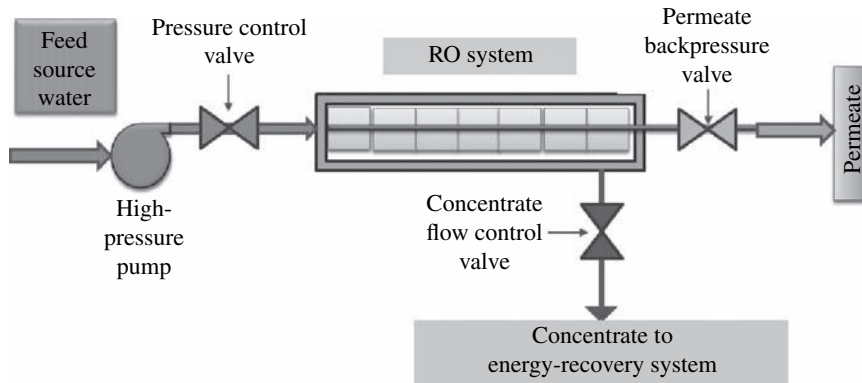 Feed
source
water
Pressure control
valve
RO system
Permeate
backpressure
valve
Permeate
High-
pressure
pump
Concentrate
flow control
valve
Concentrate to
energy-recovery system